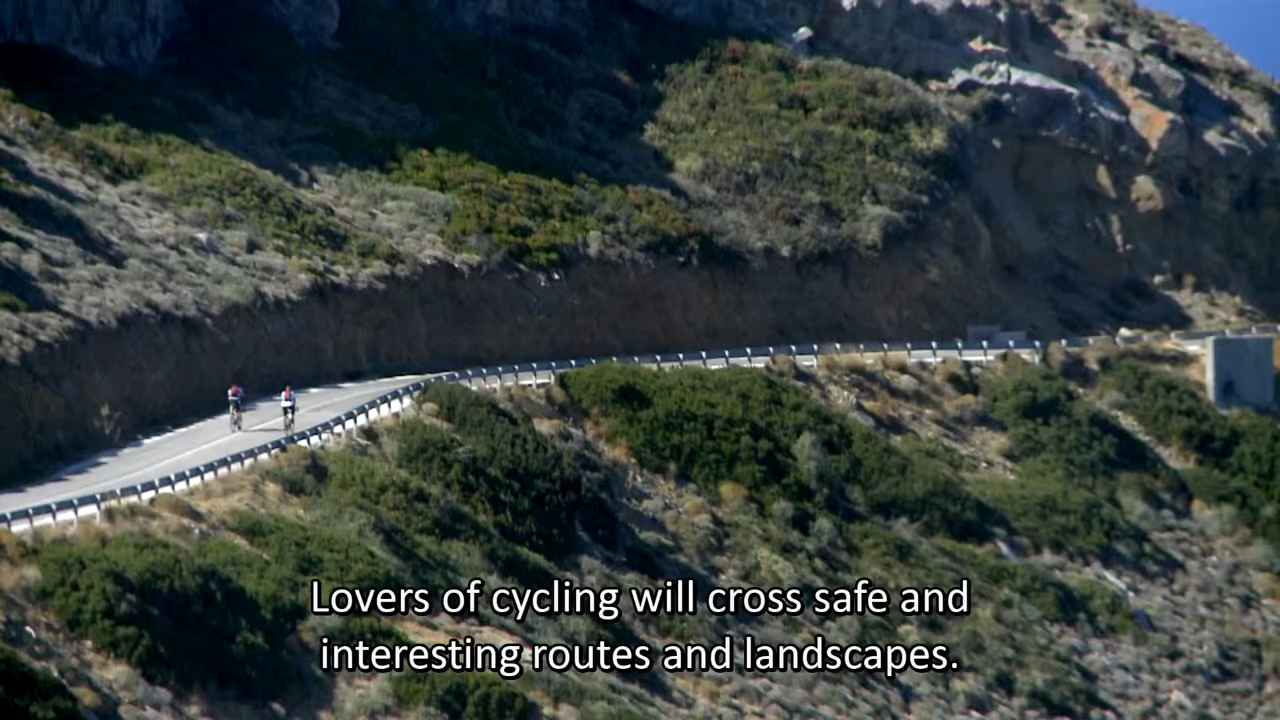 Lovers of cycling will cross safe and
interesting routes and landscapes.